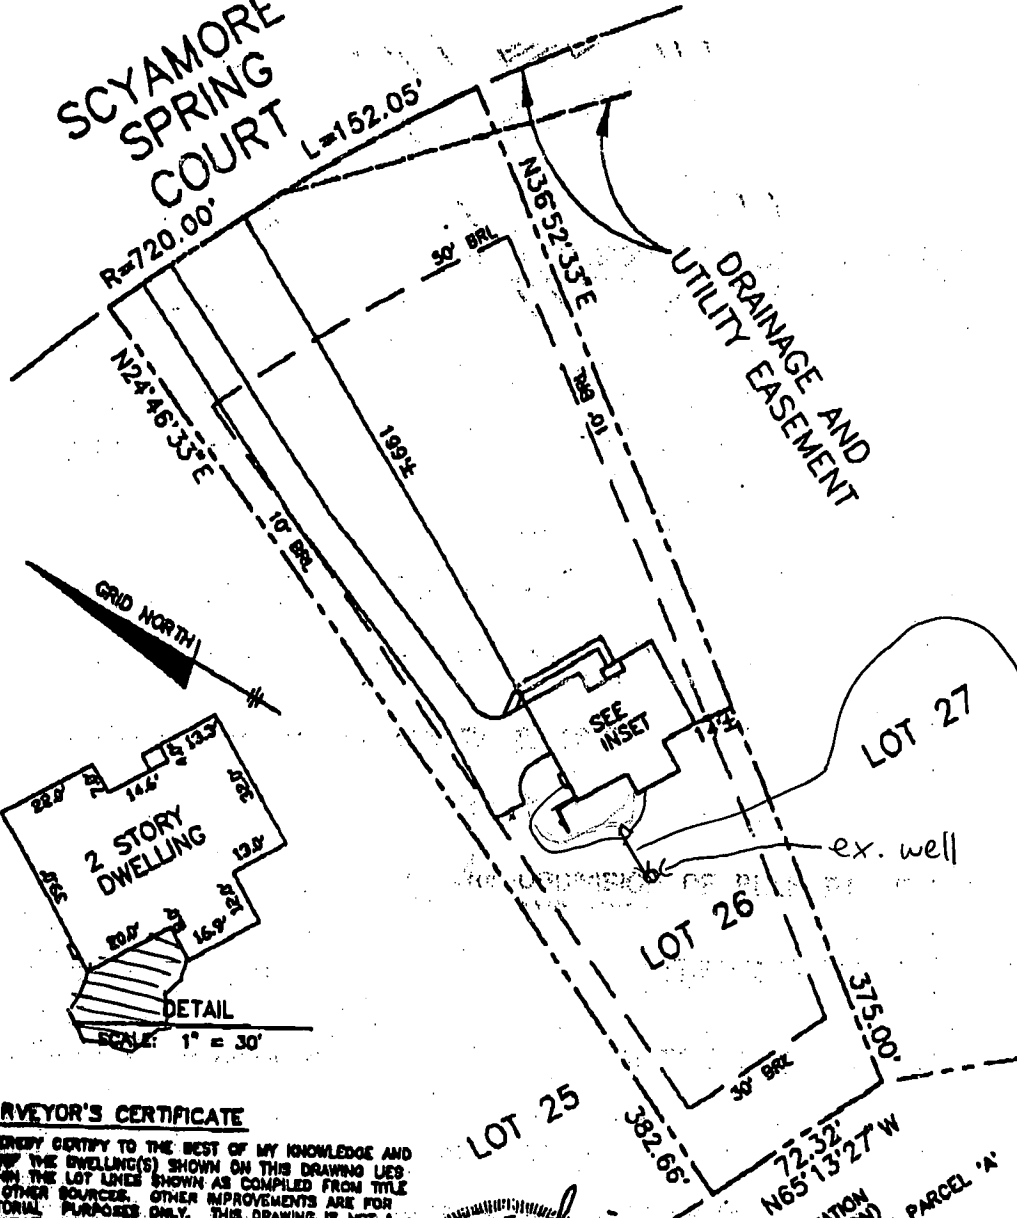 SCYAMORE
SPRING
COURT
L=152.05'
R=720.00'
N36°52'33"E
50' BRL
DRAINAGE AND
UTILITY EASEMENT
N24°46'33"E
10' BRL
199'±
10' BRL
GRID NORTH
SEE
INSET
LOT 27
ex. well
LOT 26
2 STORY
DWELLING
22.0'
14.6'
13.3'
32.0'
13.0'
12.0'
16.9'
20.0'
DETAIL
SCALE: 1" = 30'
375.00'
30' BRL
LOT 25
382.66'
72.32'
N65°13'27"W
PARCEL 'A'
RVEYOR'S CERTIFICATE
CERTIFY TO THE BEST OF MY KNOWLEDGE AND
THE DWELLING(S) SHOWN ON THIS DRAWING LIES
THE LOT LINES SHOWN AS COMPILED FROM TITLE
OTHER SOURCES. OTHER IMPROVEMENTS ARE FOR
PURPOSES ONLY. THIS DRAWING IS NOT A